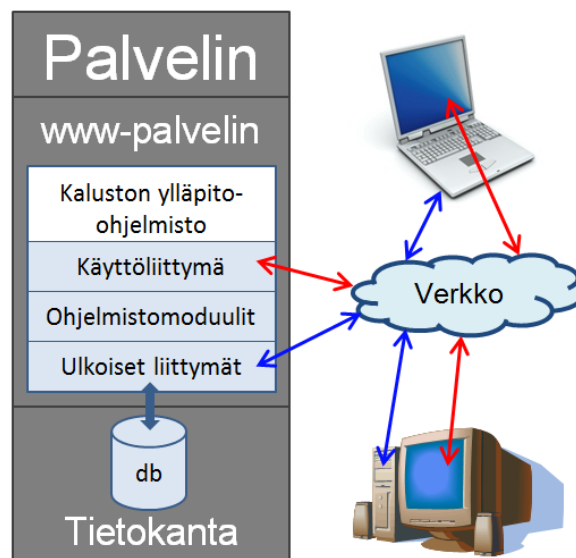 Palvelin
www-palvelin
Kaluston ylläpito-
ohjelmisto
Käyttöliittymä
Ohjelmistomoduulit
Ulkoiset liittymät
db
Tietokanta
Verkko